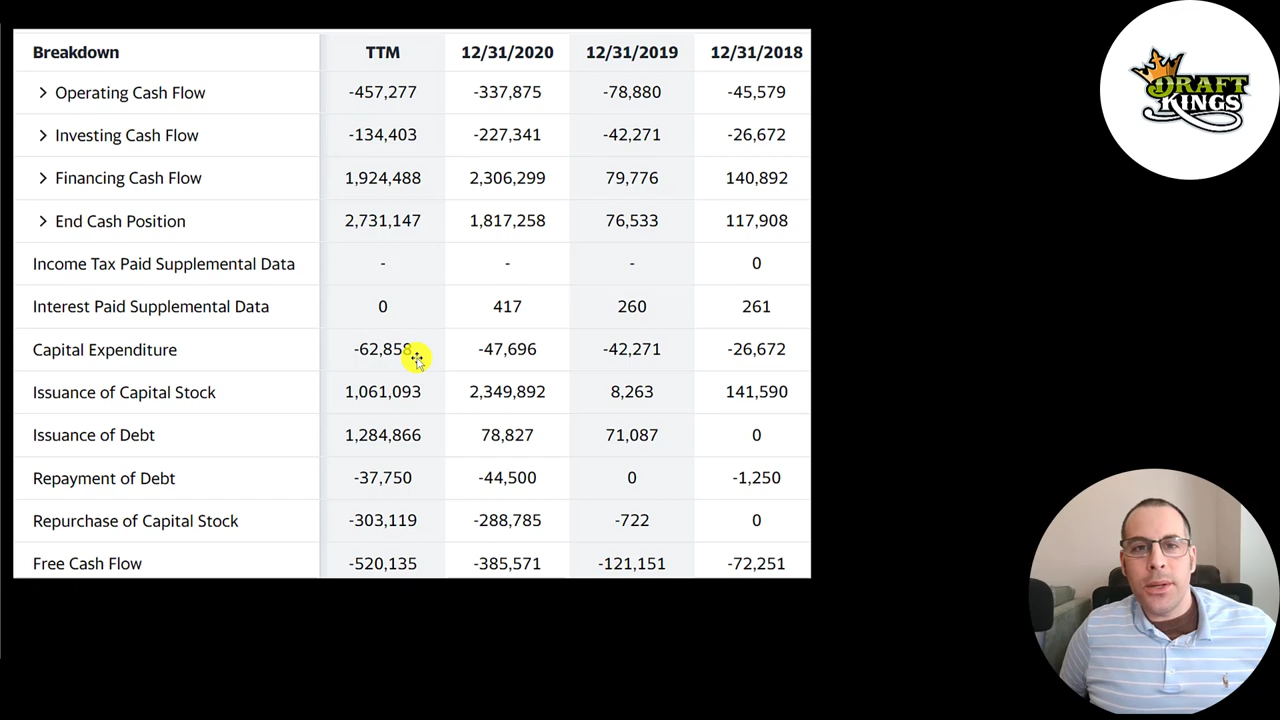 Breakdown TTM 12/31/2020 12/31/2019 12/31/2018
Operating Cash Flow -457,277 -337,875 -78,880 -45,579
Investing Cash Flow -134,403 -227,341 -42,271 -26,672
Financing Cash Flow 1,924,488 2,306,299 79,776 140,892
End Cash Position 2,731,147 1,817,258 76,533 117,908
Income Tax Paid Supplemental Data - - - 0
Interest Paid Supplemental Data 0 417 260 261
Capital Expenditure -62,858 -47,696 -42,271 -26,672
Issuance of Capital Stock 1,061,093 2,349,892 8,263 141,590
Issuance of Debt 1,284,866 78,827 71,087 0
Repayment of Debt -37,750 -44,500 0 -1,250
Repurchase of Capital Stock -303,119 -288,785 -722 0
Free Cash Flow -520,135 -385,571 -121,151 -72,251
DRAFT
KINGS